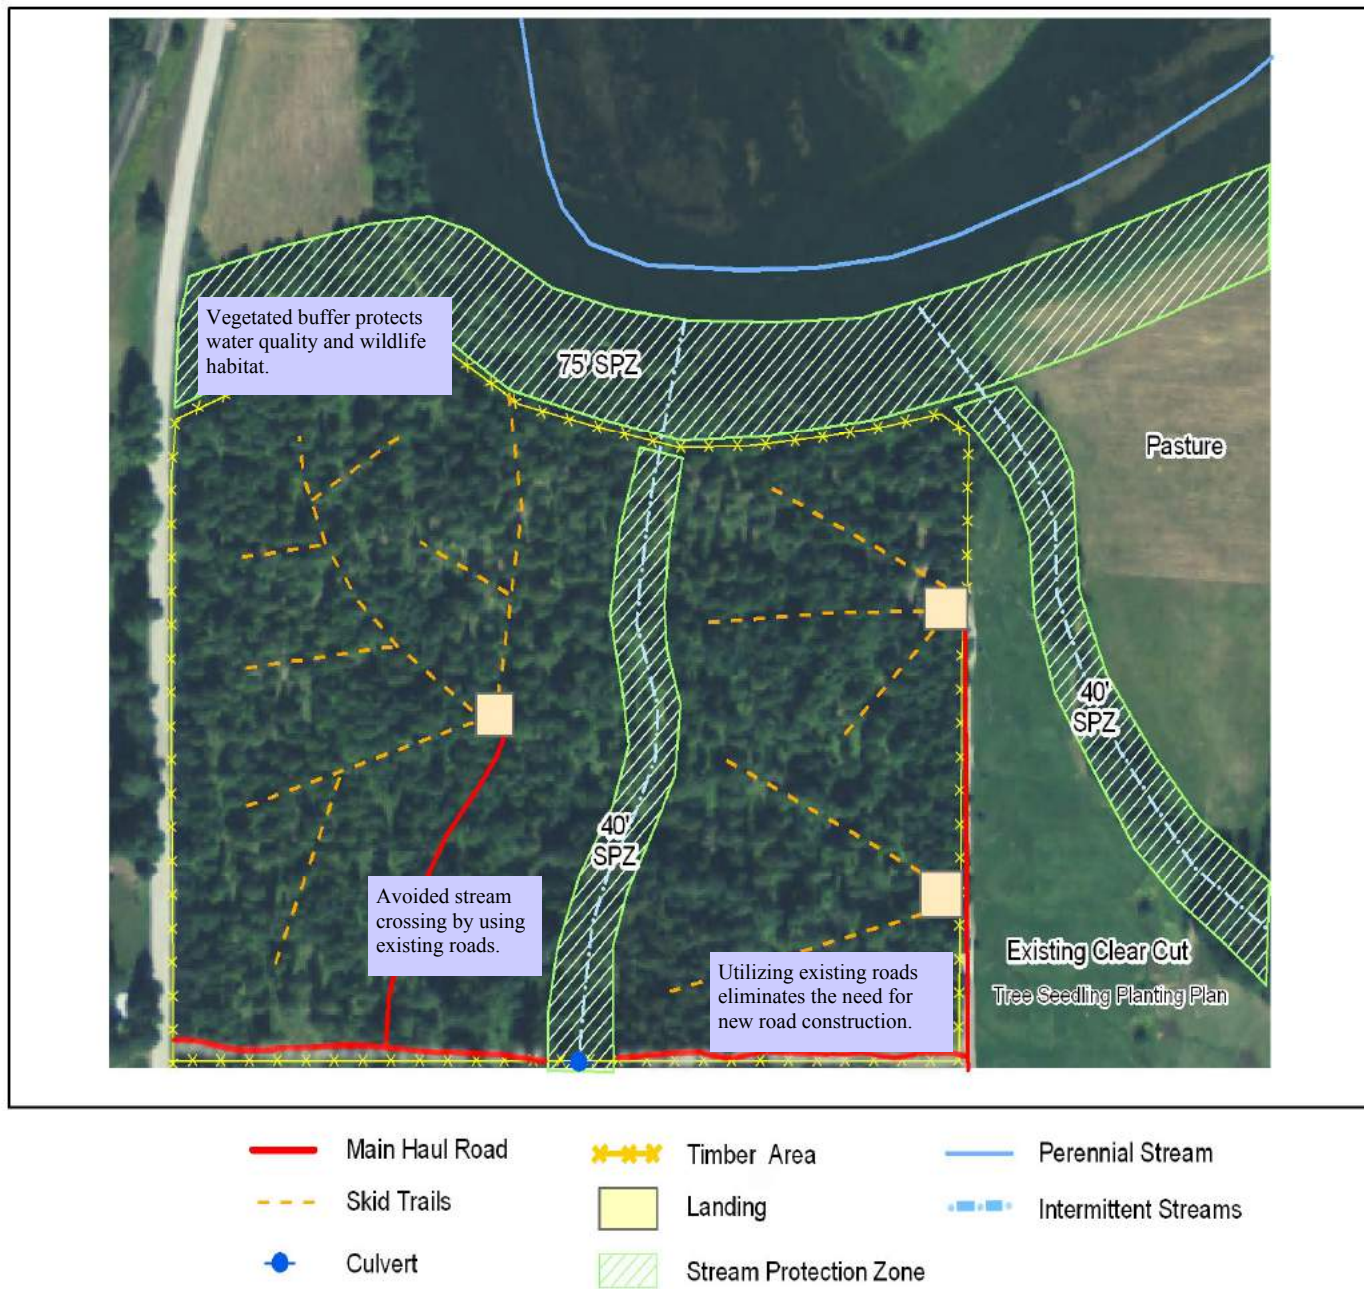 Vegetated buffer protects
water quality and wildlife
habitat.
75' SPZ
Pasture
40'
SPZ
40'
SPZ
Avoided stream
crossing by using
existing roads.
Utilizing existing roads
eliminates the need for
new road construction.
Existing Clear Cut
Tree Seedling Planting Plan
Main Haul Road
Timber Area
Perennial Stream
Skid Trails
Landing
Intermittent Streams
Culvert
Stream Protection Zone